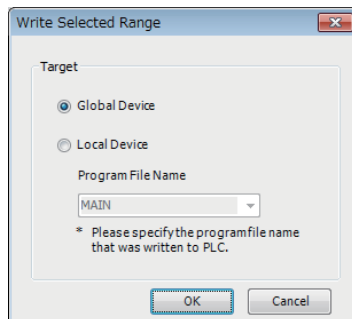 Write Selected Range
Target
Global Device
Local Device
Program File Name
MAIN
* Please specify the program file name
that was written to PLC.
OK
Cancel